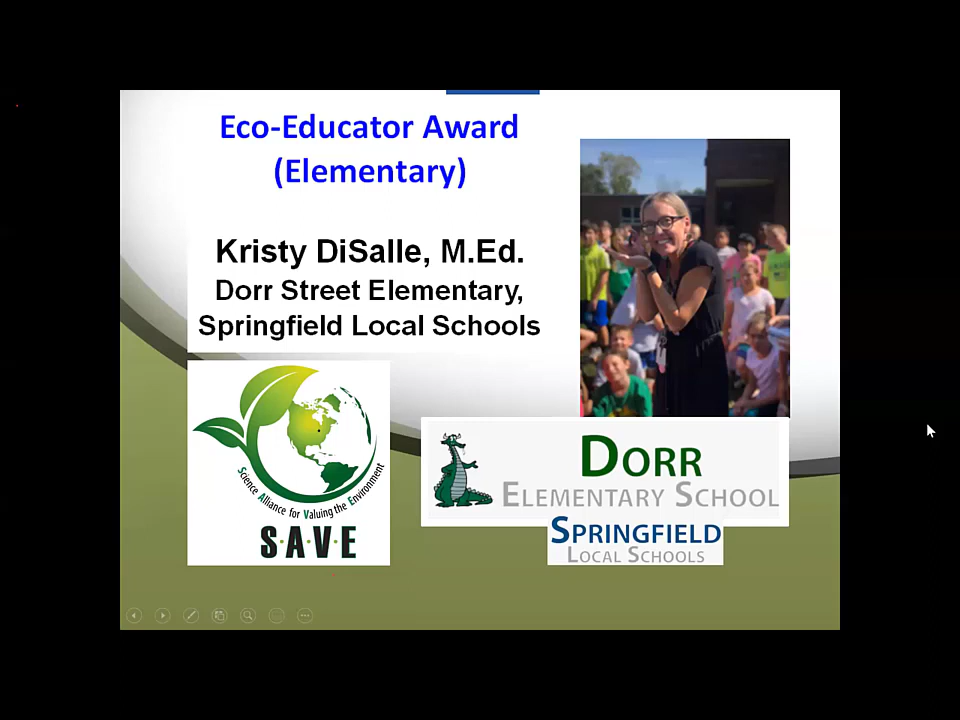 Eco-Educator Award
(Elementary)
Kristy DiSalle, M.Ed.
Dorr Street Elementary,
Springfield Local Schools
Science Alliance for Valuing the Environment
S·A·V·E
DORR
ELEMENTARY SCHOOL
SPRINGFIELD
LOCAL SCHOOLS